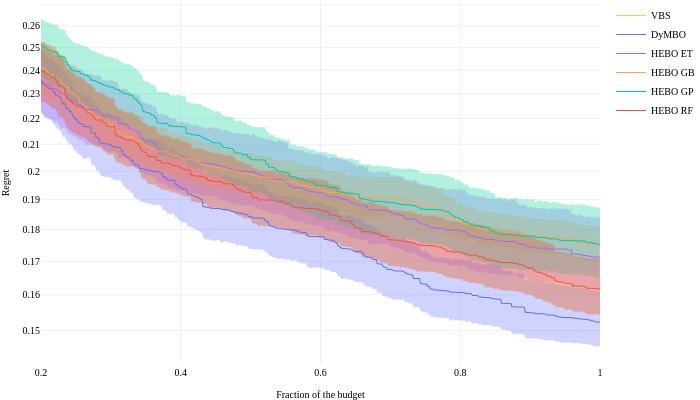 0.26
0.25
0.24
0.23
0.22
0.21
0.2
0.19
0.18
0.17
0.16
0.15
Regret
0.2
0.4
0.6
0.8
1
Fraction of the budget
VBS
DyMBO
HEBO ET
HEBO GB
HEBO GP
HEBO RF